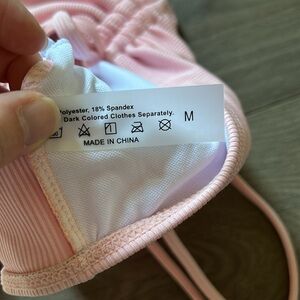 Polyester, 18% Spandex
Dark Colored Clothes Separately.
M
MADE IN CHINA